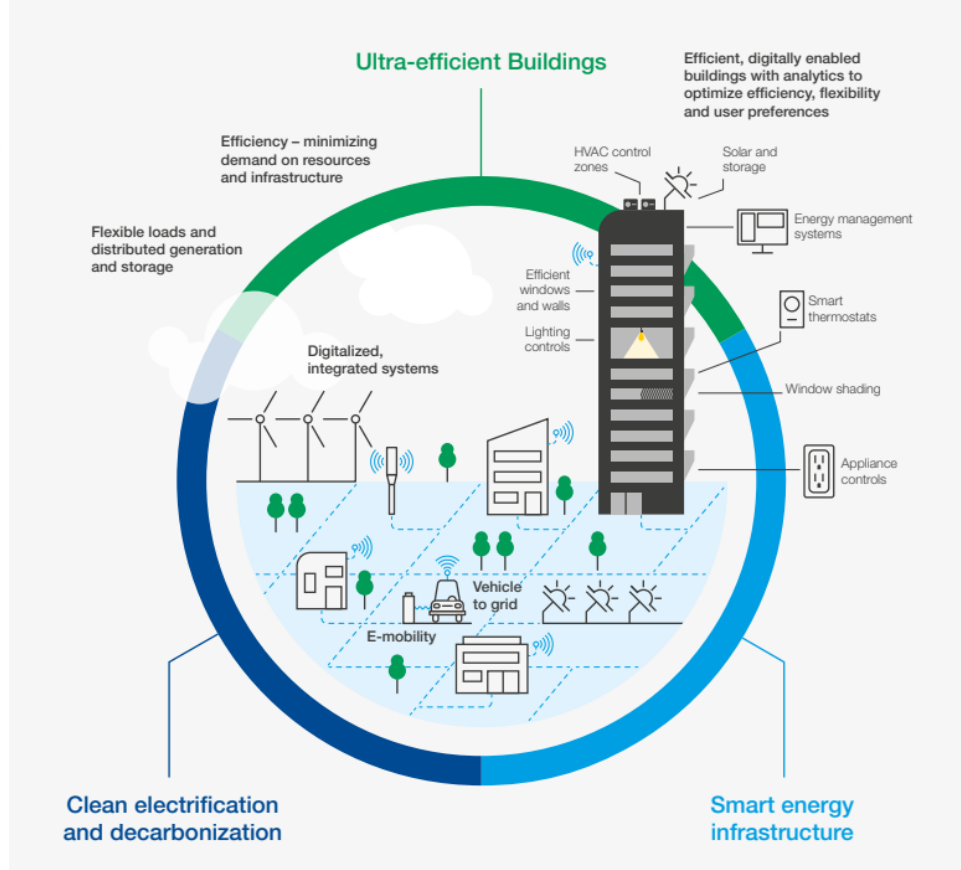 Ultra-efficient Buildings
Efficient, digitally enabled
buildings with analytics to
optimize efficiency, flexibility
and user preferences
Efficiency – minimizing
demand on resources
and infrastructure
HVAC control
zones
Solar and
storage
Flexible loads and
distributed generation
and storage
Energy management
systems
Efficient
windows
and walls
Smart
thermostats
Lighting
controls
Digitalized,
integrated systems
Window shading
Appliance
controls
Vehicle
to grid
E-mobility
Clean electrification
and decarbonization
Smart energy
infrastructure